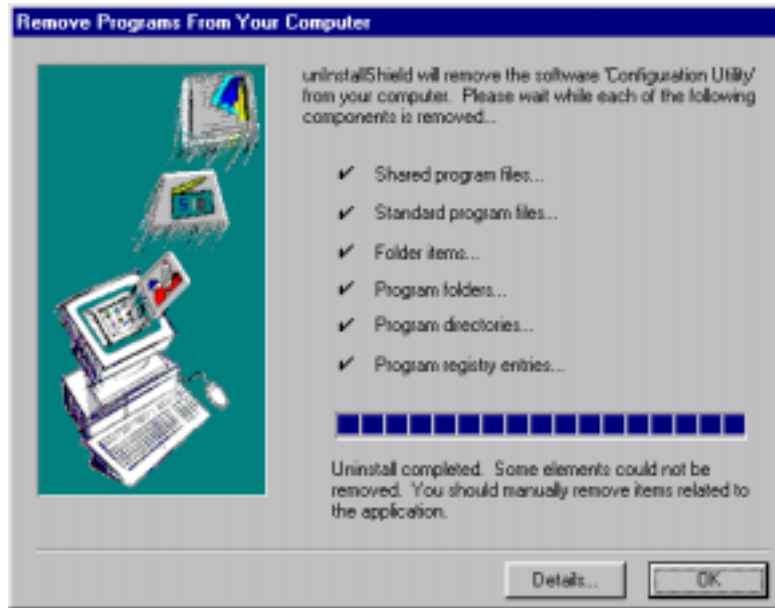 Remove Programs From Your Computer
unInstallShield will remove the software 'Configuration Utility'
from your computer. Please wait while each of the following
components is removed...
✔ Shared program files...
✔ Standard program files...
✔ Folder items...
✔ Program folders...
✔ Program directories...
✔ Program registry entries...
Uninstall completed. Some elements could not be
removed. You should manually remove items related to
the application.
Details...
OK